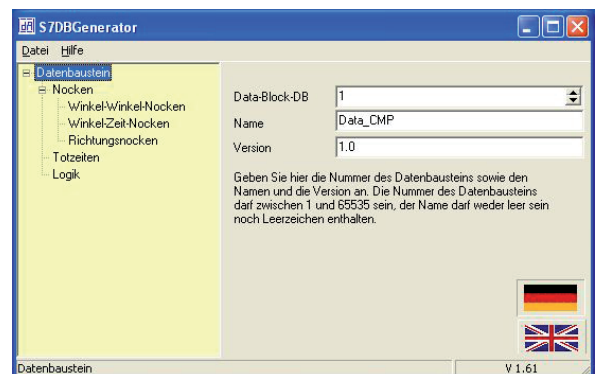 S7DBGenerator
Datei Hilfe
Datenbaustein
Nocken
Winkel-Winkel-Nocken
Winkel-Zeit-Nocken
Richtungsnocken
Totzeiten
Logik
Data-Block-DB 1
Name Data_CMP
Version 1.0
Geben Sie hier die Nummer des Datenbausteins sowie den
Namen und die Version an. Die Nummer des Datenbausteins
darf zwischen 1 und 65535 sein, der Name darf weder leer sein
noch Leerzeichen enthalten.
Datenbaustein V 1.61